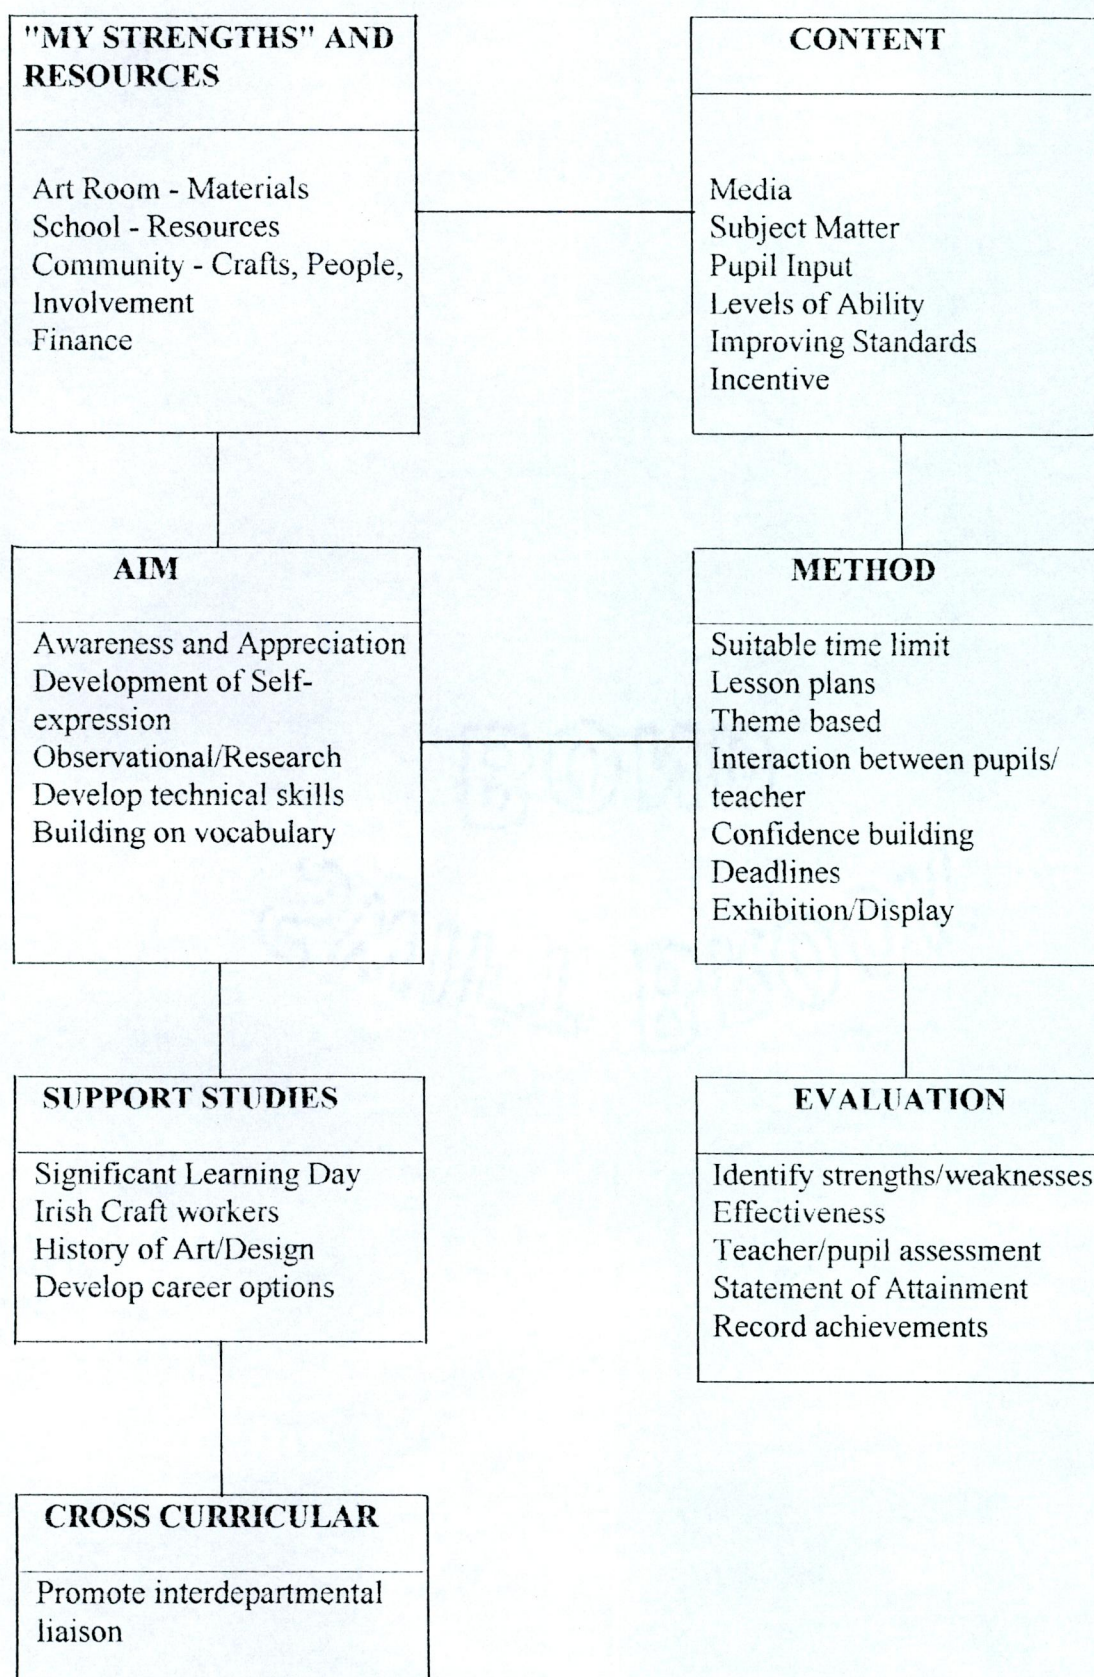 "MY STRENGTHS" AND
RESOURCES
Art Room - Materials
School - Resources
Community - Crafts, People,
Involvement
Finance
CONTENT
Media
Subject Matter
Pupil Input
Levels of Ability
Improving Standards
Incentive
AIM
Awareness and Appreciation
Development of Self-
expression
Observational/Research
Develop technical skills
Building on vocabulary
METHOD
Suitable time limit
Lesson plans
Theme based
Interaction between pupils/
teacher
Confidence building
Deadlines
Exhibition/Display
SUPPORT STUDIES
Significant Learning Day
Irish Craft workers
History of Art/Design
Develop career options
EVALUATION
Identify strengths/weaknesses
Effectiveness
Teacher/pupil assessment
Statement of Attainment
Record achievements
CROSS CURRICULAR
Promote interdepartmental
liaison